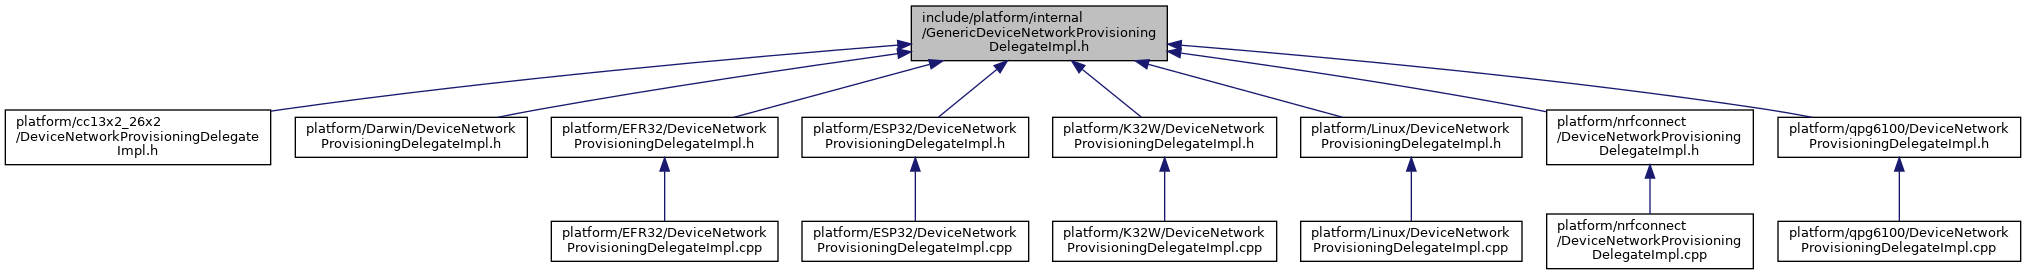 include/platform/internal
/GenericDeviceNetworkProvisioning
DelegateImpl.h
platform/cc13x2_26x2
/DeviceNetworkProvisioningDelegate
Impl.h
platform/Darwin/DeviceNetwork
ProvisioningDelegateImpl.h
platform/EFR32/DeviceNetwork
ProvisioningDelegateImpl.h
platform/ESP32/DeviceNetwork
ProvisioningDelegateImpl.h
platform/K32W/DeviceNetwork
ProvisioningDelegateImpl.h
platform/Linux/DeviceNetwork
ProvisioningDelegateImpl.h
platform/nrfconnect
/DeviceNetworkProvisioning
DelegateImpl.h
platform/qpg6100/DeviceNetwork
ProvisioningDelegateImpl.h
platform/EFR32/DeviceNetwork
ProvisioningDelegateImpl.cpp
platform/ESP32/DeviceNetwork
ProvisioningDelegateImpl.cpp
platform/K32W/DeviceNetwork
ProvisioningDelegateImpl.cpp
platform/Linux/DeviceNetwork
ProvisioningDelegateImpl.cpp
platform/nrfconnect
/DeviceNetworkProvisioning
DelegateImpl.cpp
platform/qpg6100/DeviceNetwork
ProvisioningDelegateImpl.cpp